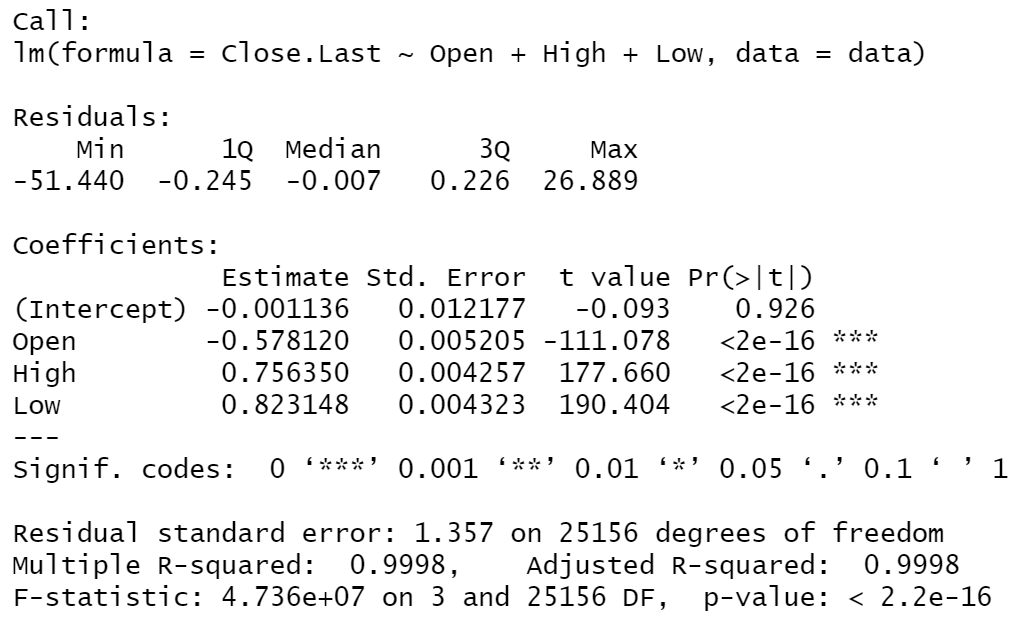 Call:
lm(formula = Close.Last ~ Open + High + Low, data = data)
Residuals:
    Min      1Q  Median      3Q     Max
-51.440  -0.245  -0.007   0.226  26.889
Coefficients:
             Estimate Std. Error  t value Pr(>|t|)
(Intercept) -0.001136   0.012177   -0.093    0.926
Open        -0.578120   0.005205 -111.078   <2e-16 ***
High         0.756350   0.004257  177.660   <2e-16 ***
Low          0.823148   0.004323  190.404   <2e-16 ***
---
Signif. codes:  0 ‘***’ 0.001 ‘**’ 0.01 ‘*’ 0.05 ‘.’ 0.1 ‘ ’ 1
Residual standard error: 1.357 on 25156 degrees of freedom
Multiple R-squared:  0.9998,    Adjusted R-squared:  0.9998
F-statistic: 4.736e+07 on 3 and 25156 DF,  p-value: < 2.2e-16